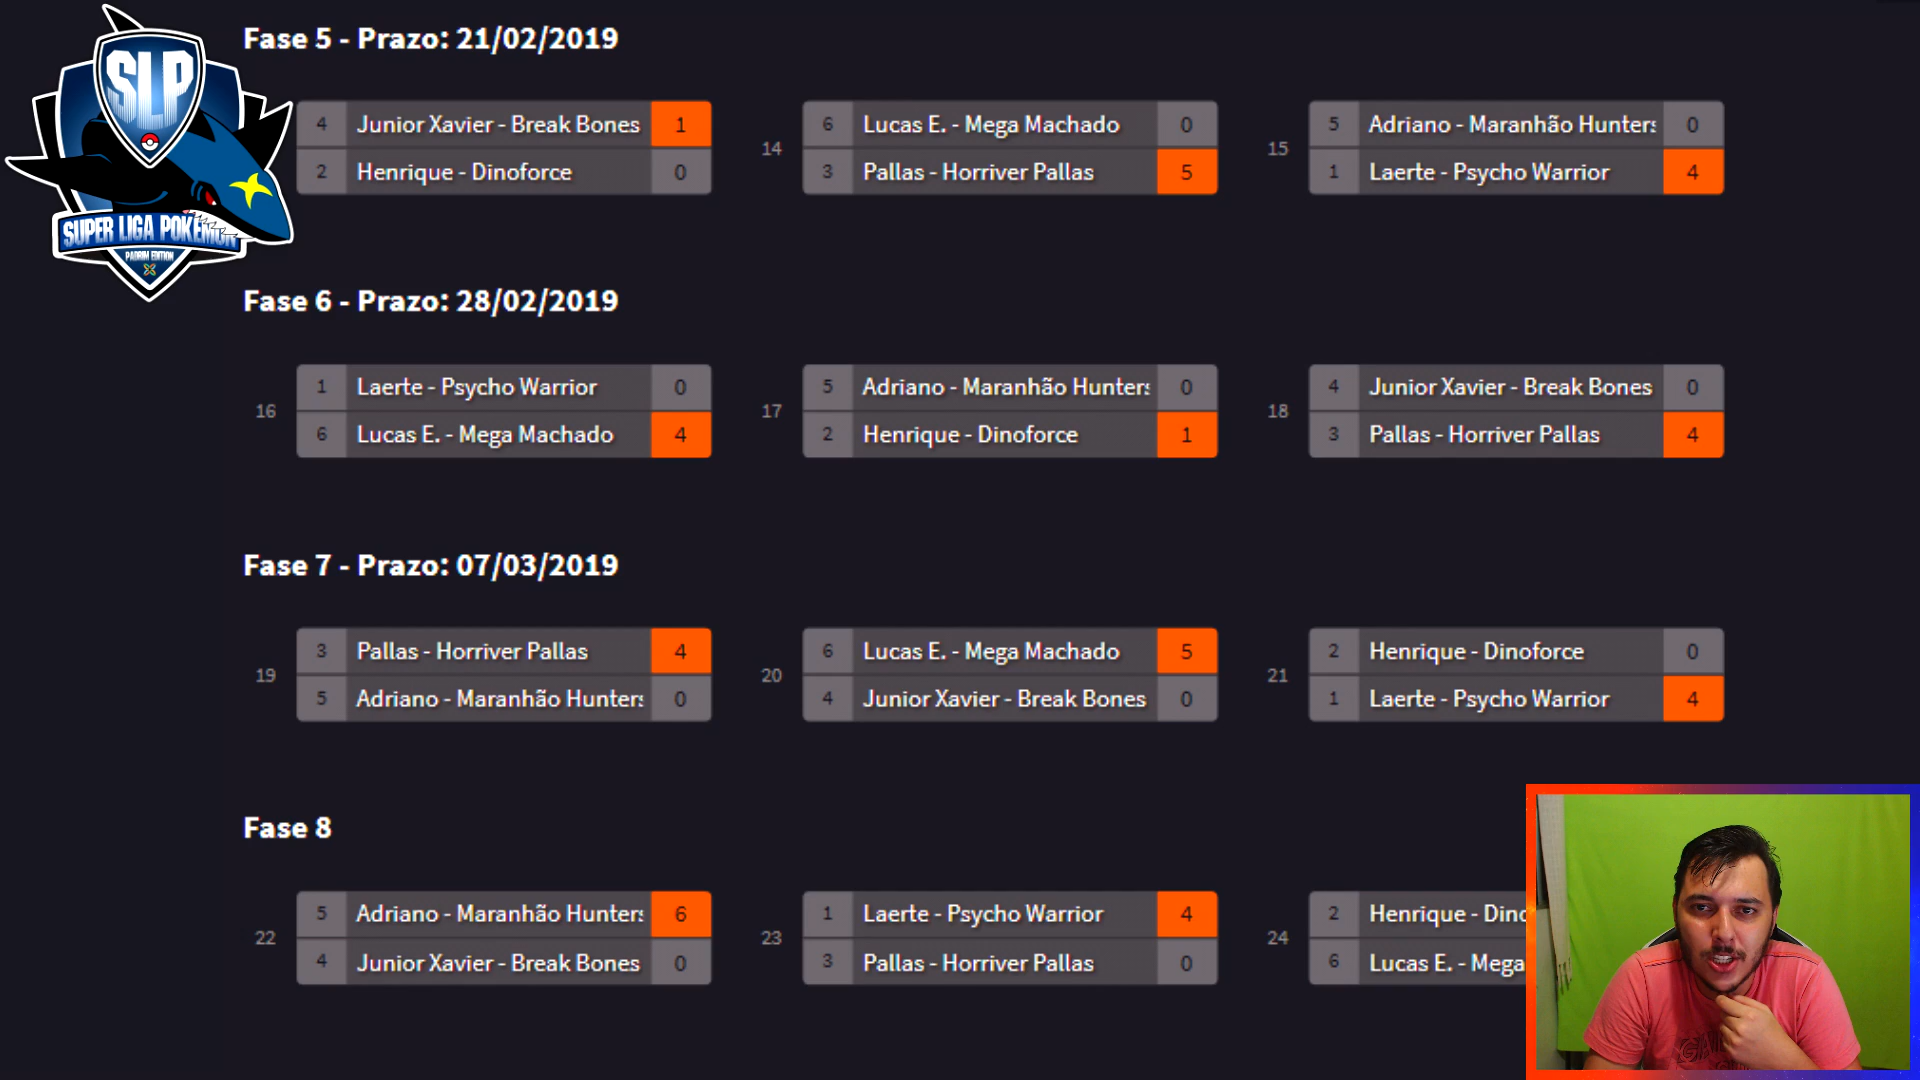 SLP
SUPER LIGA POKÉMON
PADRIM EDITION
Fase 5 - Prazo: 21/02/2019
4 Junior Xavier - Break Bones 1
2 Henrique - Dinoforce 0
14
6 Lucas E. - Mega Machado 0
3 Pallas - Horriver Pallas 5
15
5 Adriano - Maranhão Hunters 0
1 Laerte - Psycho Warrior 4
Fase 6 - Prazo: 28/02/2019
16
1 Laerte - Psycho Warrior 0
6 Lucas E. - Mega Machado 4
17
5 Adriano - Maranhão Hunters 0
2 Henrique - Dinoforce 1
18
4 Junior Xavier - Break Bones 0
3 Pallas - Horriver Pallas 4
Fase 7 - Prazo: 07/03/2019
19
3 Pallas - Horriver Pallas 4
5 Adriano - Maranhão Hunters 0
20
6 Lucas E. - Mega Machado 5
4 Junior Xavier - Break Bones 0
21
2 Henrique - Dinoforce 0
1 Laerte - Psycho Warrior 4
Fase 8
22
5 Adriano - Maranhão Hunters 6
4 Junior Xavier - Break Bones 0
23
1 Laerte - Psycho Warrior 4
3 Pallas - Horriver Pallas 0
24
2 Henrique - Dino
6 Lucas E. - Mega